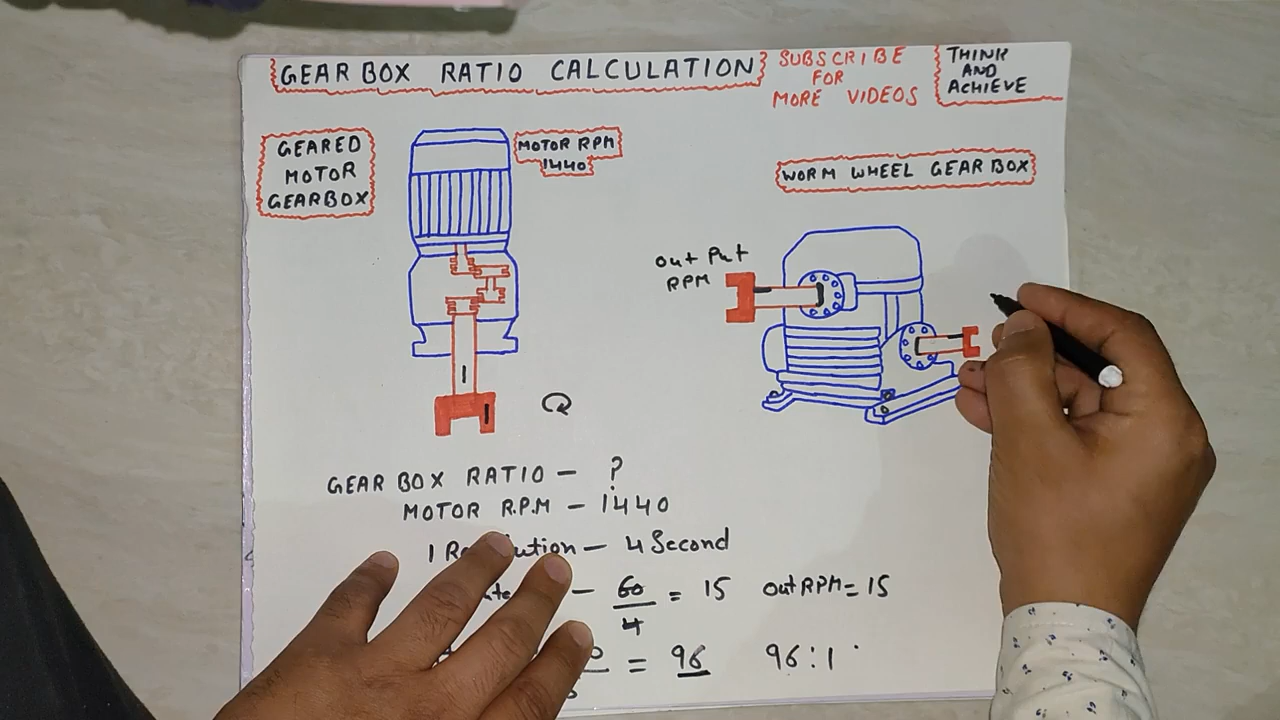 GEAR BOX RATIO CALCULATION
SUBSCRIBE
FOR
MORE VIDEOS
THINK
AND
ACHIEVE
GEARED
MOTOR
GEARBOX
MOTOR RPM
1440
WORM WHEEL GEAR BOX
Out Put
RPM
GEAR BOX RATIO - ?
MOTOR R.P.M - 1440
1 - 4 Second
- 60/4 = 15 Out RPM = 15
= 96 96:1